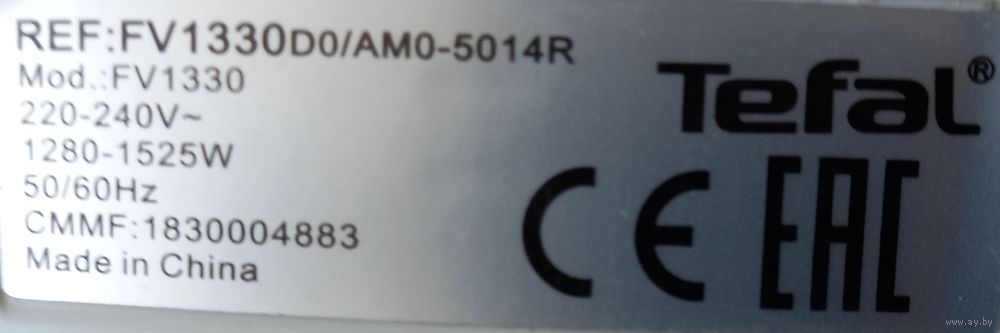 REF:FV1330D0/AM0-5014R
Mod.:FV1330
220-240V~
1280-1525W
50/60Hz
CMMF:1830004883
Made in China
Tefal®
CE EAC
www.ay.by